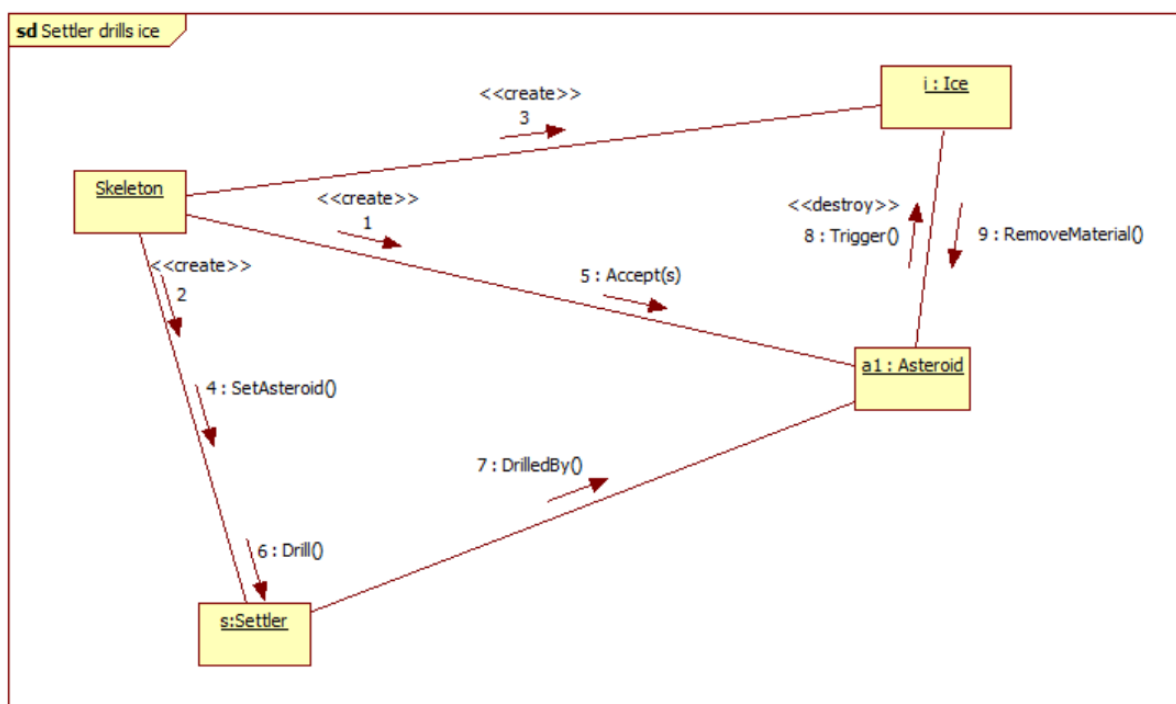 sd Settler drills ice
i : Ice
<<create>>
3
Skeleton
<<create>>
1
<<destroy>>
8 : Trigger()
9 : RemoveMaterial()
<<create>>
2
5 : Accept(s)
a1 : Asteroid
4 : SetAsteroid()
7 : DrilledBy()
6 : Drill()
s:Settler